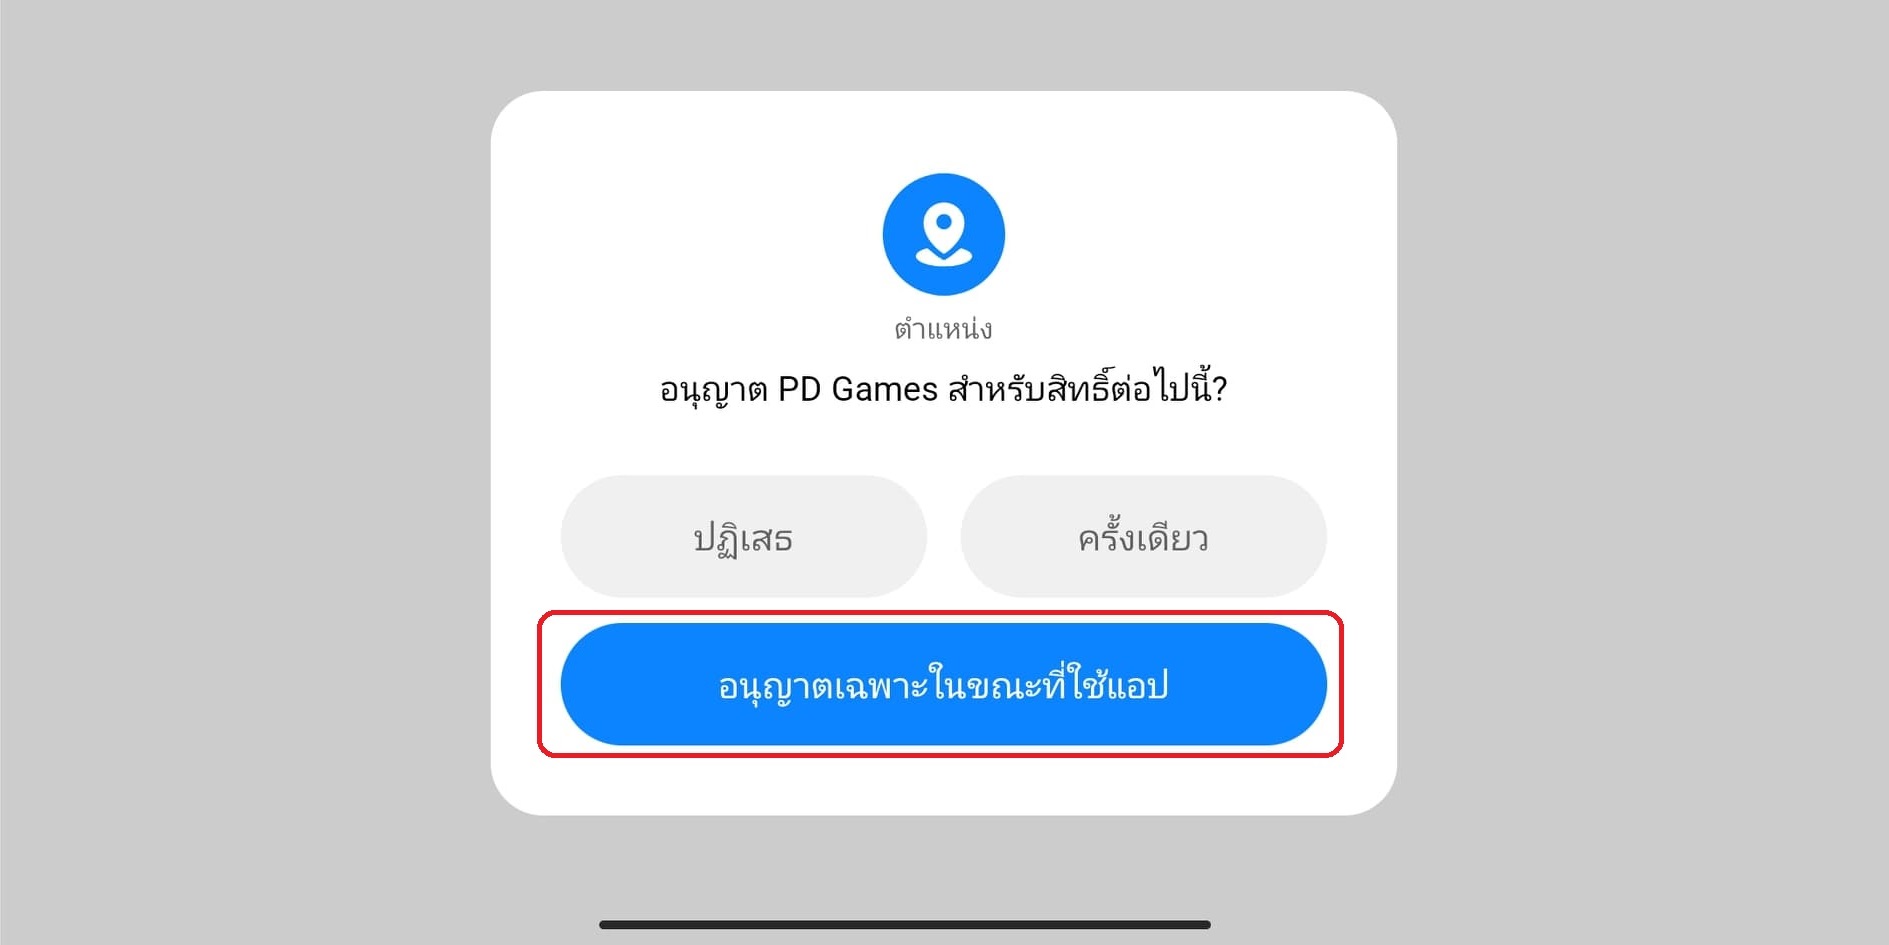 ตำแหน่ง
อนุญาต PD Games สำหรับสิทธิ์ต่อไปนี้?
ปฏิเสธ
ครั้งเดียว
อนุญาตเฉพาะในขณะที่ใช้แอป